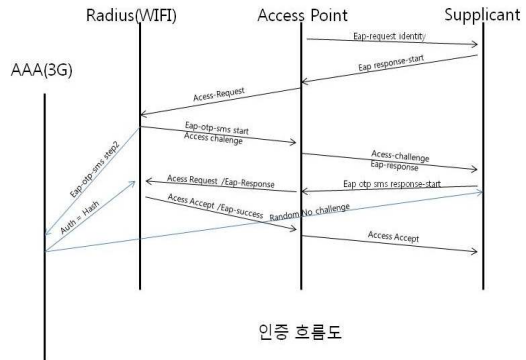 Radius(WIFI)
Access Point
Supplicant
AAA(3G)
Eap-request identity
Eap response-start
Acess-Request
Eap-otp-sms start
Access chalenge
Acess-challenge
Eap-response
Eap-otp-sms step2
Acess Request /Eap-Response
Eap otp sms response-start
Auth = Hash
Acess Accept /Eap-success
Random No challenge
Access Accept
인증 흐름도